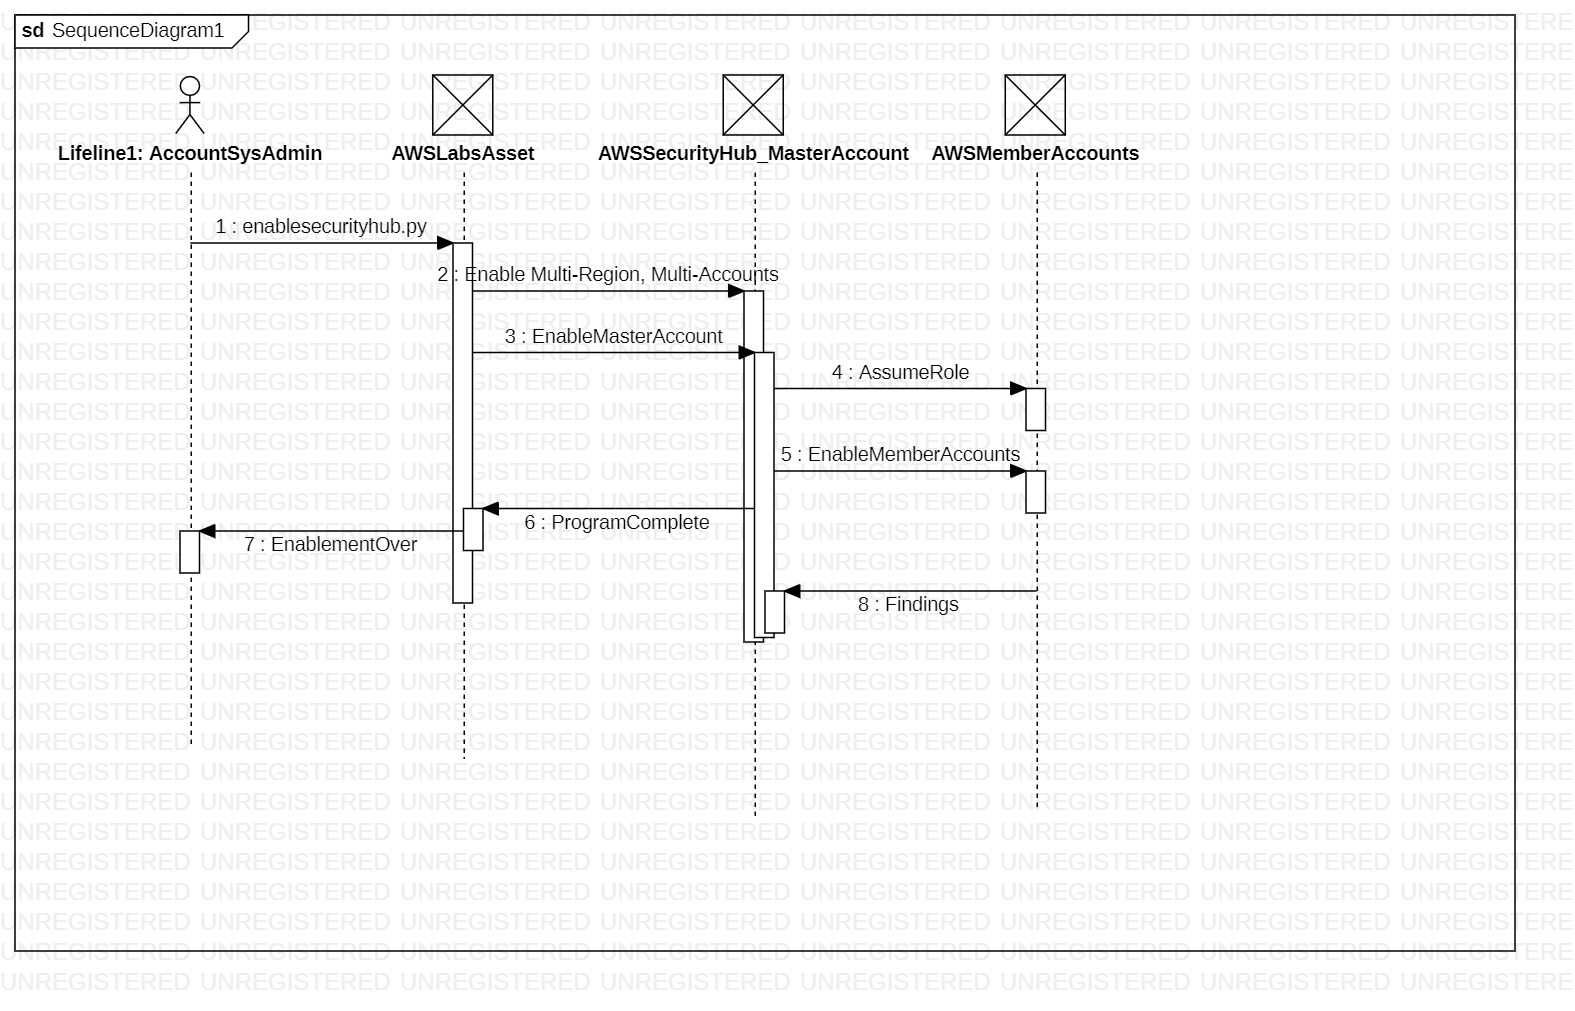 sd SequenceDiagram1
Lifeline1: AccountSysAdmin
AWSLabsAsset
AWSSecurityHub_MasterAccount
AWSMemberAccounts
1 : enablesecurityhub.py
2 : Enable Multi-Region, Multi-Accounts
3 : EnableMasterAccount
4 : AssumeRole
5 : EnableMemberAccounts
6 : ProgramComplete
7 : EnablementOver
8 : Findings
UNREGISTERED